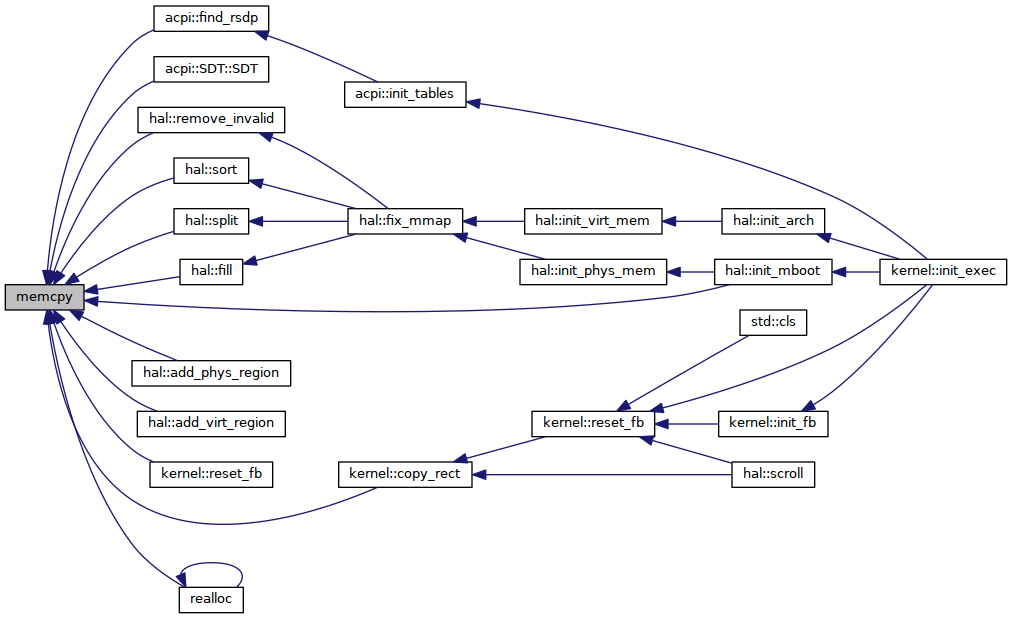 acpi::find_rsdp
acpi::SDT::SDT
acpi::init_tables
hal::remove_invalid
hal::sort
hal::split
hal::fix_mmap
hal::init_virt_mem
hal::init_arch
hal::fill
hal::init_phys_mem
hal::init_mboot
kernel::init_exec
memcpy
std::cls
hal::add_phys_region
hal::add_virt_region
kernel::reset_fb
kernel::init_fb
kernel::reset_fb
kernel::copy_rect
hal::scroll
realloc